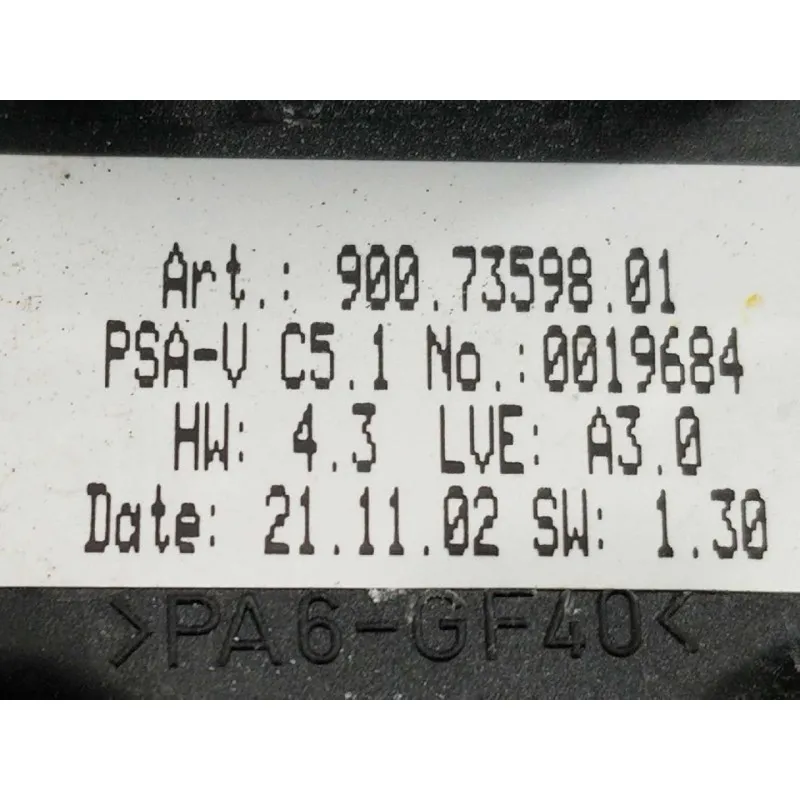 Art.: 900.73598.01
PSA-V C5.1 No.:0019684
HW: 4.3 LVE: A3.0
Date: 21.11.02 SW: 1.30
>PA6-GF40<